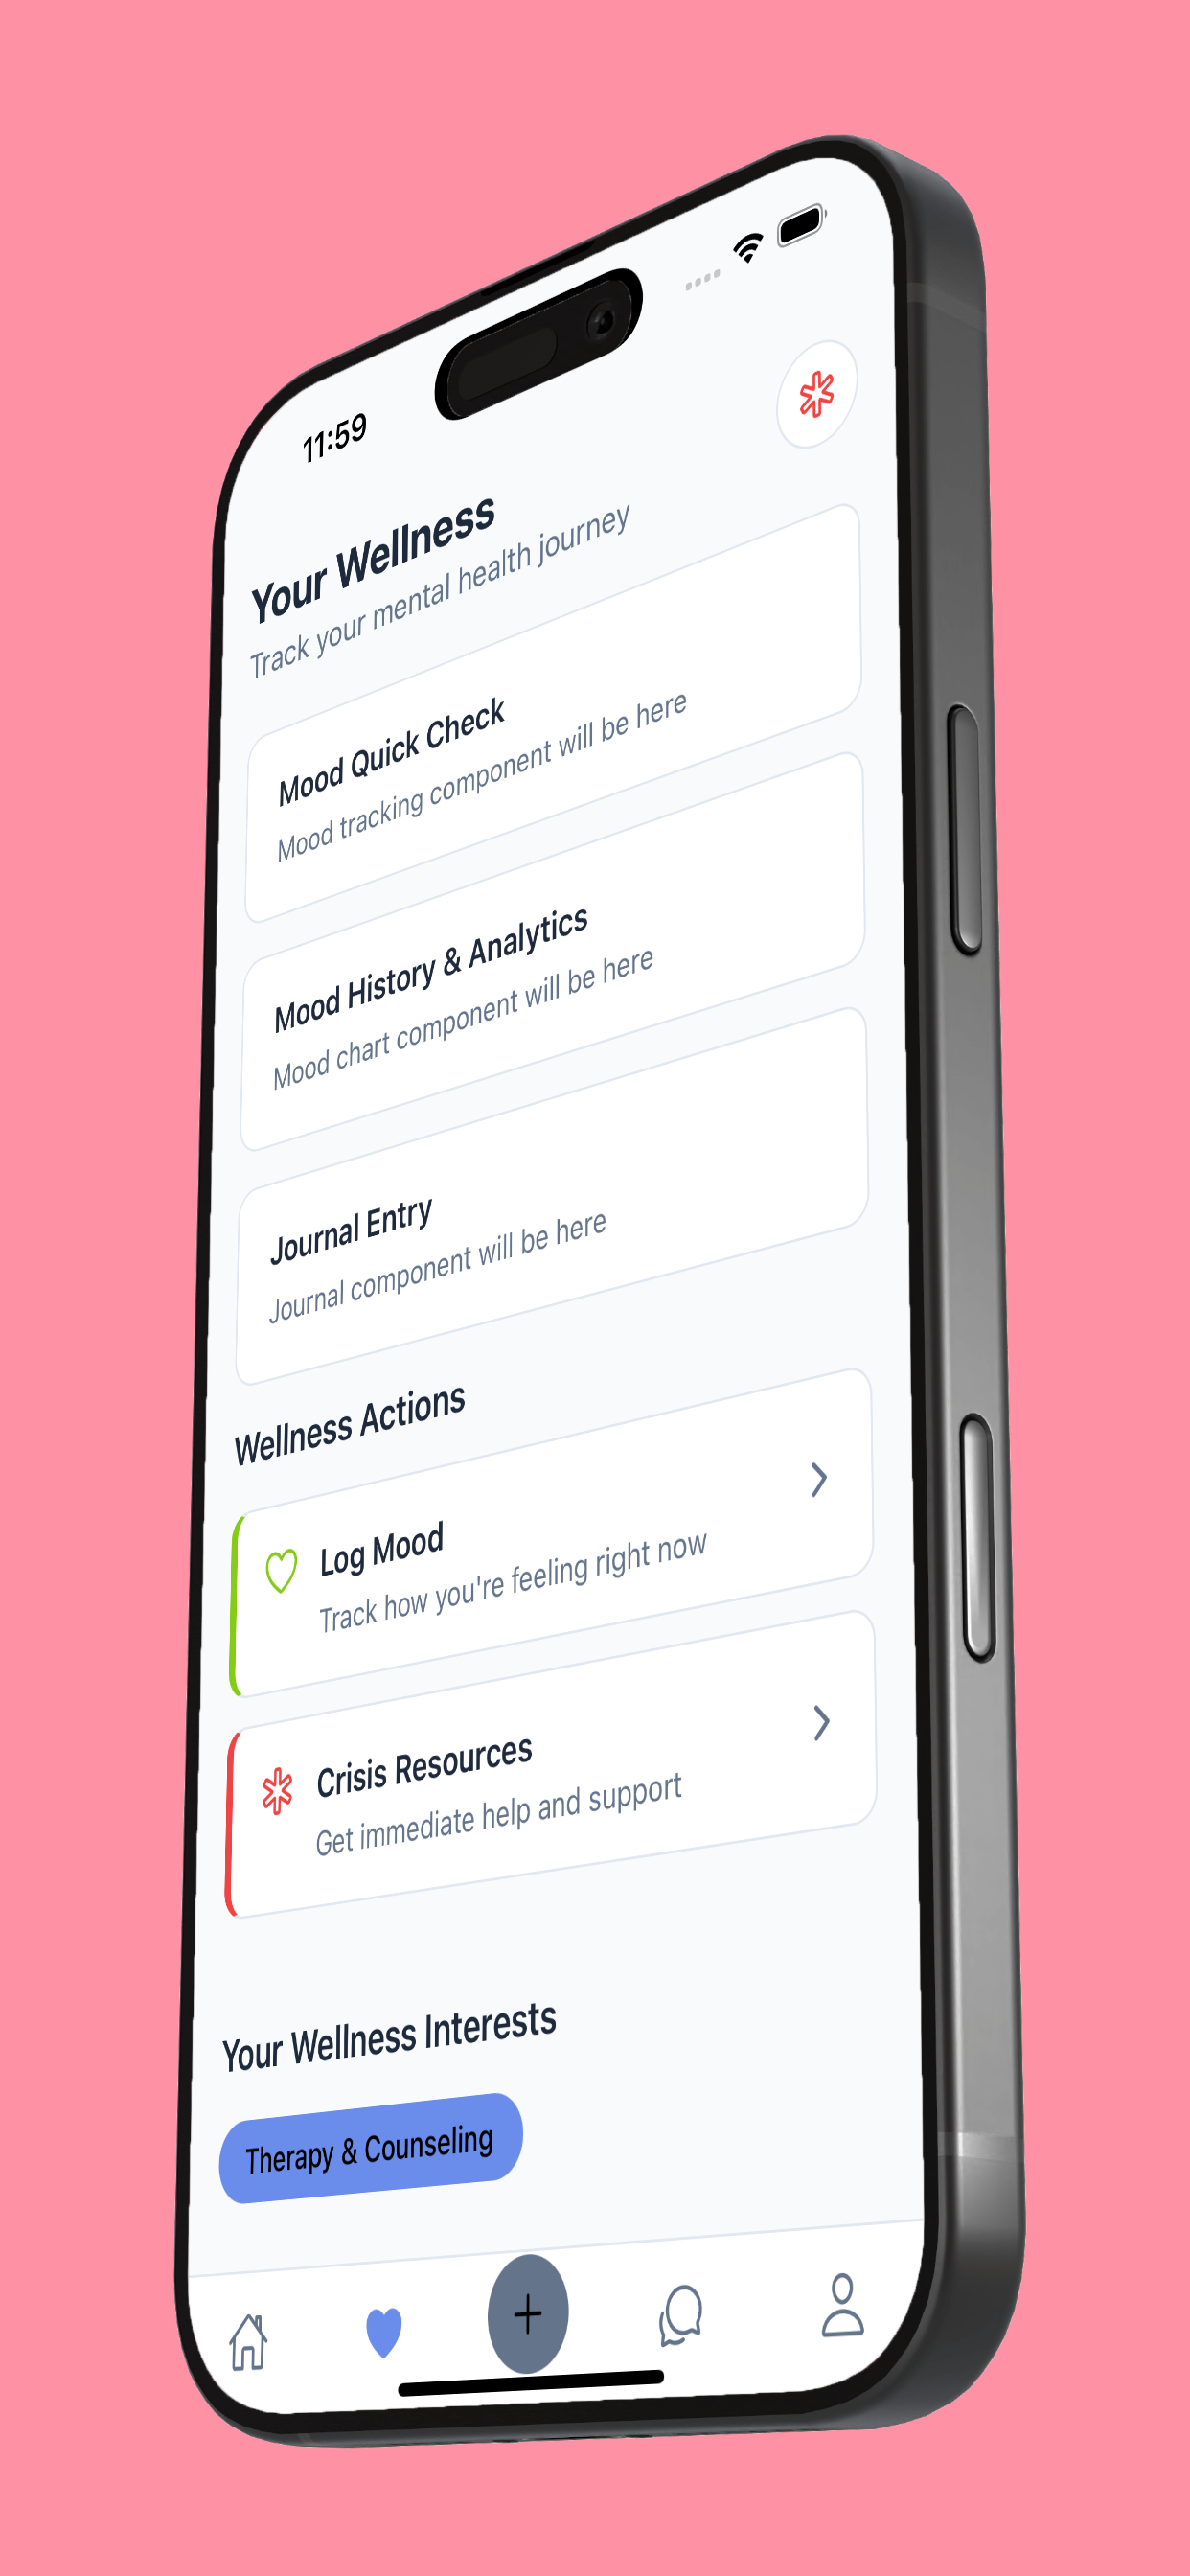 11:59
Your Wellness
Track your mental health journey
Mood Quick Check
Mood tracking component will be here
Mood History & Analytics
Mood chart component will be here
Journal Entry
Journal component will be here
Wellness Actions
Log Mood
Track how you're feeling right now
Crisis Resources
Get immediate help and support
Your Wellness Interests
Therapy & Counseling